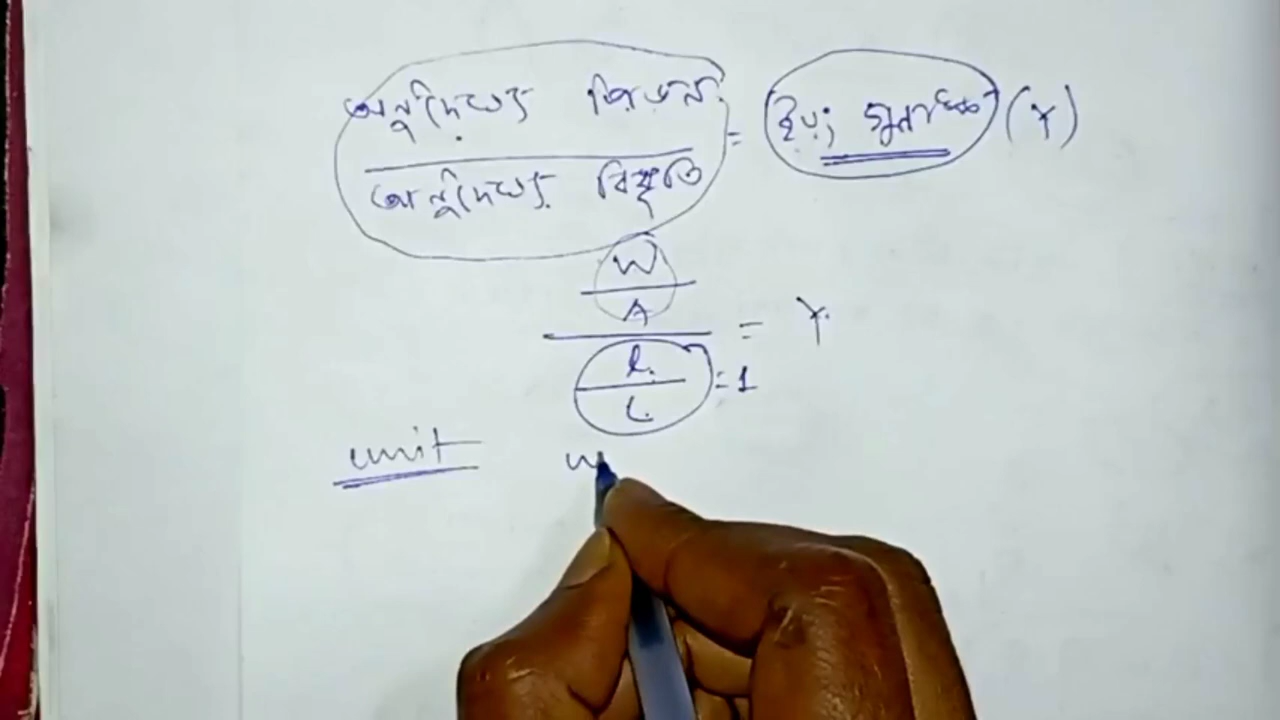 অনুদৈর্ঘ্য পীড়ন = ইয়ং গুণাঙ্ক (Y)
অনুদৈর্ঘ্য বিকৃতি
W
A
= Y
l
L
= 1
unit W